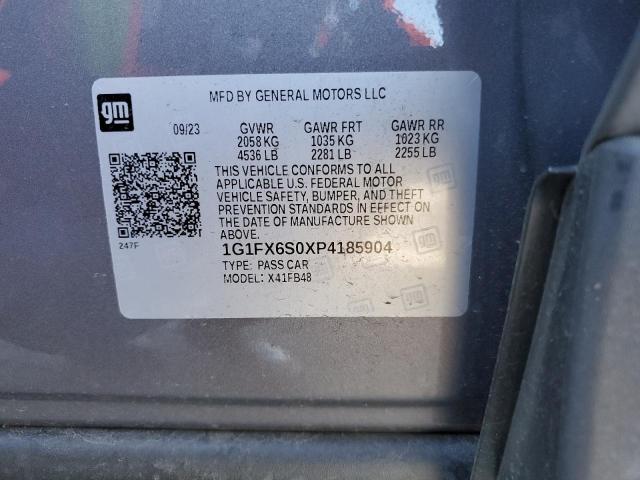 gm
MFD BY GENERAL MOTORS LLC
09/23 GVWR GAWR FRT GAWR RR
2058 KG 1035 KG 1023 KG
4536 LB 2281 LB 2255 LB
THIS VEHICLE CONFORMS TO ALL
APPLICABLE U.S. FEDERAL MOTOR
VEHICLE SAFETY, BUMPER, AND THEFT
PREVENTION STANDARDS IN EFFECT ON
THE DATE OF MANUFACTURE SHOWN
ABOVE.
247F
1G1FX6S0XP4185904
TYPE: PASS CAR
MODEL: X41FB48